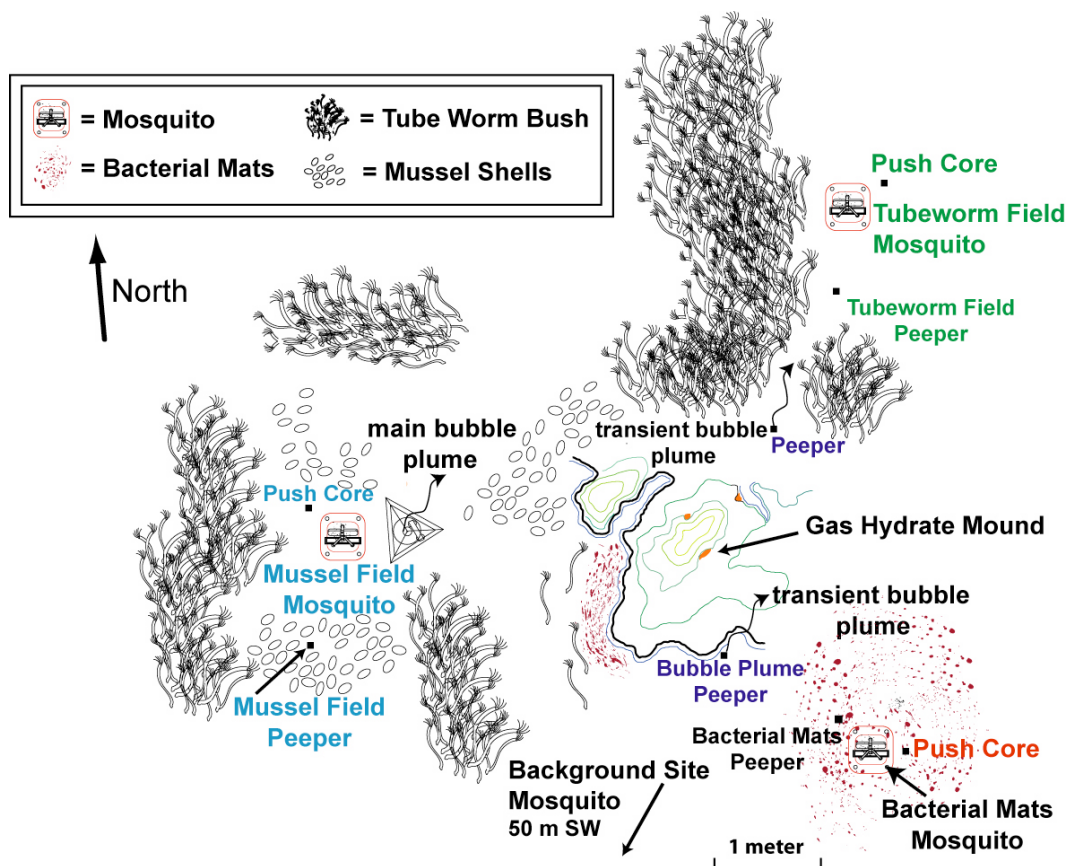 = Mosquito
= Tube Worm Bush
= Bacterial Mats
= Mussel Shells
North
Push Core
Tubeworm Field
Mosquito
Tubeworm Field
Peeper
main bubble
plume
transient bubble
plume
Peeper
Push Core
Gas Hydrate Mound
Mussel Field
Mosquito
transient bubble
plume
Bubble Plume
Peeper
Mussel Field
Peeper
Bacterial Mats
Peeper
Push Core
Background Site
Mosquito
50 m SW
Bacterial Mats
Mosquito
1 meter